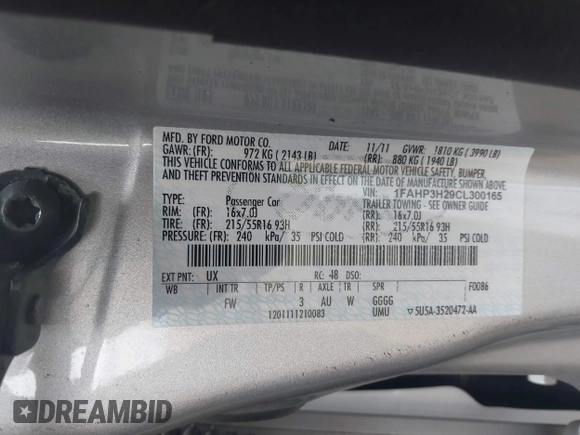 MFD. BY FORD MOTOR CO.
DATE: 11/11 GVWR: 1810 KG ( 3990 LB)
GAWR: (FR): 972 KG ( 2143 LB) (RR): 880 KG ( 1940 LB)
THIS VEHICLE CONFORMS TO ALL APPLICABLE FEDERAL MOTOR VEHICLE SAFETY, BUMPER,
AND THEFT PREVENTION STANDARDS IN EFFECT ON THE DATE OF MANUFACTURE SHOWN ABOVE.
VIN: 1FAHP3H29CL300165
TYPE: Passenger Car TRAILER TOWING - SEE OWNER GUIDE
RIM: (FR): 16x7.0J (RR): 16x7.0J
TIRE: (FR): 215/55R16 93H (RR): 215/55R16 93H
PRESSURE: (FR): 240 kPa/ 35 PSI COLD (RR): 240 kPa/ 35 PSI COLD
EXT PNT: UX RC: 48 DSO:
WB INT TR TP/PS R AXLE TR SPR F0086
FW 3 AU W GGGG
1201111210083 UMU ▽5U5A-3520472-AA
DREAMBID